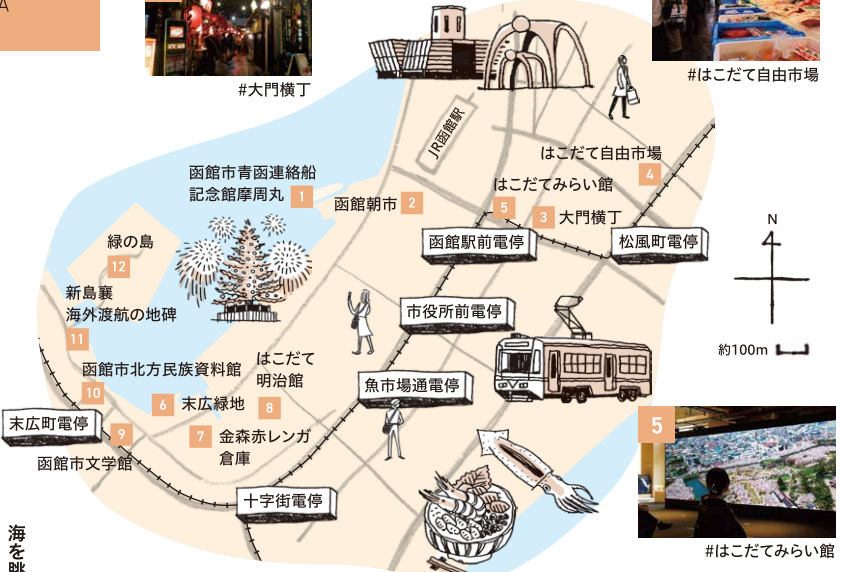 A
#大門横丁
#はこだて自由市場
JR函館駅
はこだて自由市場
4
函館市青函連絡船
記念館摩周丸
1
函館朝市
2
はこだてみらい館
5
3
大門横丁
函館駅前電停
松風町電停
N
緑の島
12
新島襄
海外渡航の地碑
11
市役所前電停
約100m
函館市北方民族資料館
10
はこだて
明治館
8
魚市場通電停
6
末広緑地
末広町電停
9
7
金森赤レンガ
倉庫
函館市文学館
5
十字街電停
#はこだてみらい館
海を眺